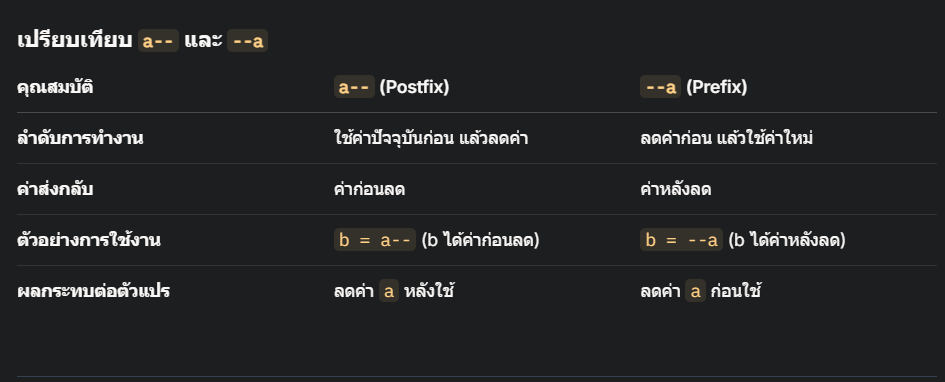 เปรียบเทียบ a-- และ --a
คุณสมบัติ a-- (Postfix) --a (Prefix)
ลำดับการทำงาน ใช้ค่าปัจจุบันก่อน แล้วลดค่า ลดค่าก่อน แล้วใช้ค่าใหม่
ค่าส่งกลับ ค่าก่อนลด ค่าหลังลด
ตัวอย่างการใช้งาน b = a-- (b ได้ค่าก่อนลด) b = --a (b ได้ค่าหลังลด)
ผลกระทบต่อตัวแปร ลดค่า a หลังใช้ ลดค่า a ก่อนใช้